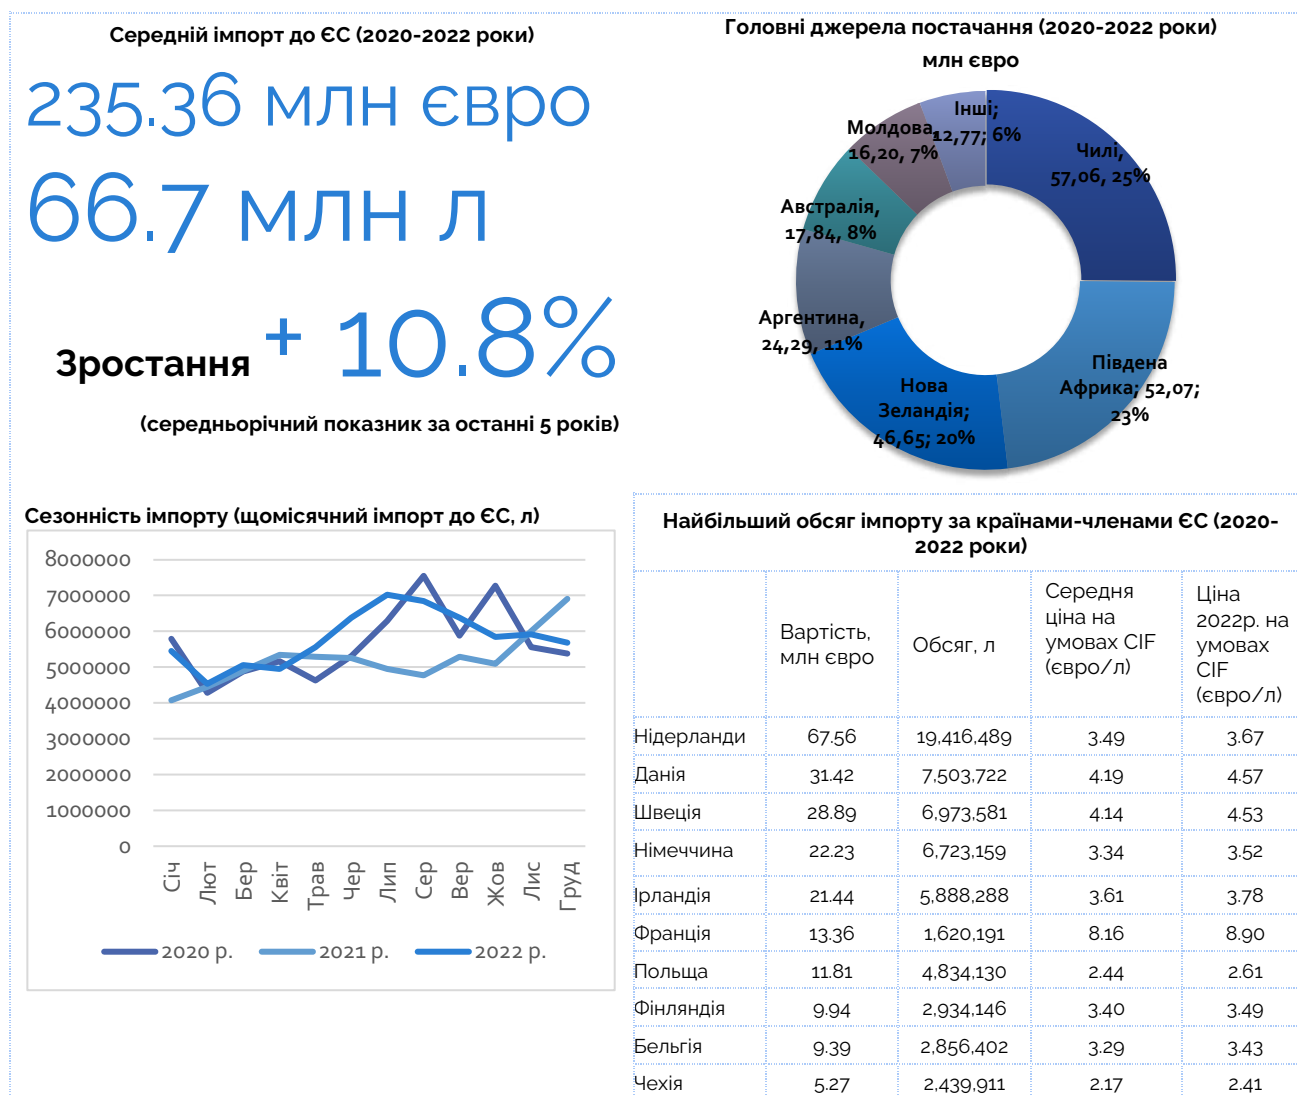 Середній імпорт до ЄС (2020-2022 роки)
235.36 млн євро
66.7 млн л
Зростання + 10.8%
(середньорічний показник за останні 5 років)
Головні джерела постачання (2020-2022 роки)
млн євро
Інші;
12,77; 6%
Чилі,
57,06, 25%
Молдова,
16,20, 7%
Австралія,
17,84, 8%
Аргентина,
24,29, 11%
Південа
Африка; 52,07;
23%
Нова
Зеландія;
46,65; 20%
Сезонність імпорту (щомісячний імпорт до ЄС, л)
8000000
7000000
6000000
5000000
4000000
3000000
2000000
1000000
0
Січ
Лют
Бер
Квіт
Трав
Чер
Лип
Сер
Вер
Жов
Лис
Груд
2020 р. 2021 р. 2022 р.
Найбільший обсяг імпорту за країнами-членами ЄС (2020-
2022 роки)
Вартість,
млн євро
Обсяг, л
Середня
ціна на
умовах CIF
(євро/л)
Ціна
2022р. на
умовах
CIF
(євро/л)
Нідерланди 67.56 19,416,489 3.49 3.67
Данія 31.42 7,503,722 4.19 4.57
Швеція 28.89 6,973,581 4.14 4.53
Німеччина 22.23 6,723,159 3.34 3.52
Ірландія 21.44 5,888,288 3.61 3.78
Франція 13.36 1,620,191 8.16 8.90
Польща 11.81 4,834,130 2.44 2.61
Фінляндія 9.94 2,934,146 3.40 3.49
Бельгія 9.39 2,856,402 3.29 3.43
Чехія 5.27 2,439,911 2.17 2.41